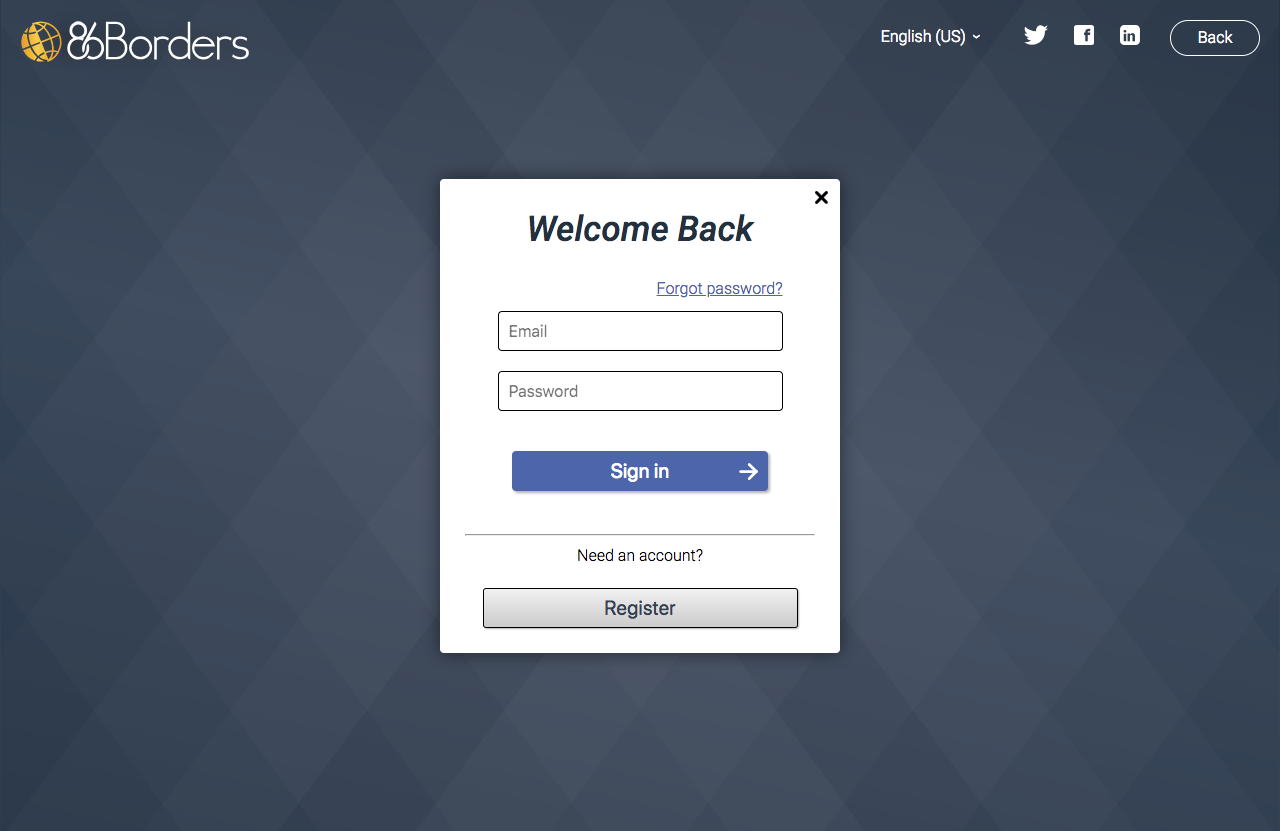 86Borders
English (US)
Back
Welcome Back
Forgot password?
Email
Password
Sign in
Need an account?
Register